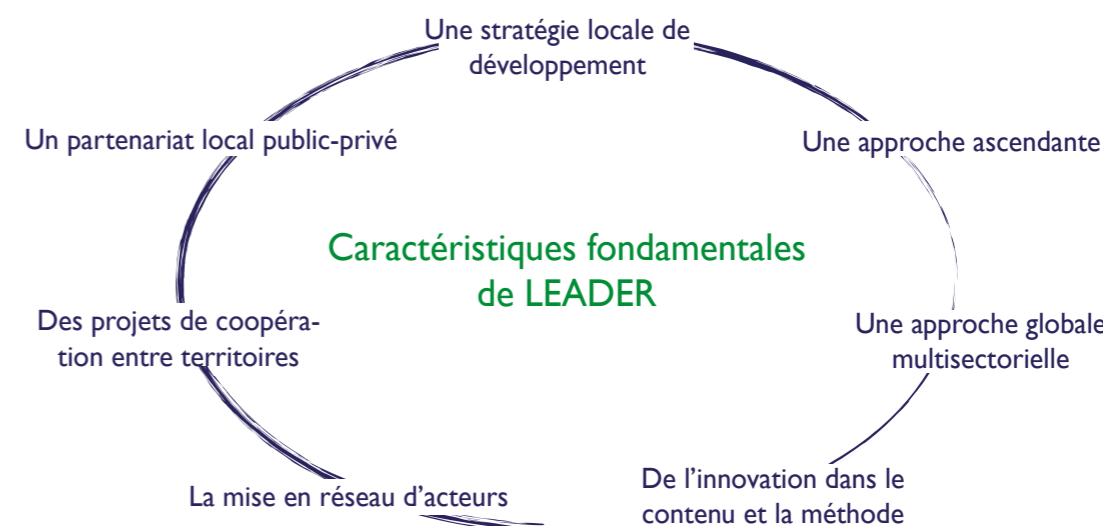 Une stratégie locale de
développement
Un partenariat local public-privé
Une approche ascendante
Caractéristiques fondamentales
de LEADER
Des projets de coopéra-
tion entre territoires
Une approche globale
multisectorielle
La mise en réseau d’acteurs
De l’innovation dans le
contenu et la méthode